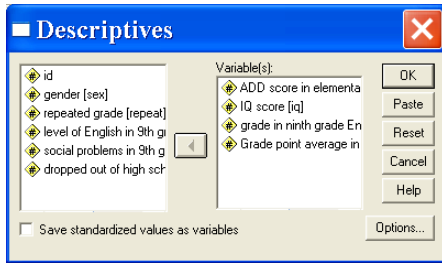 Descriptives
id
gender [sex]
repeated grade [repeat]
level of English in 9th gr
social problems in 9th g
dropped out of high sch
Variable(s):
ADD score in elementa
IQ score [iq]
grade in ninth grade En
Grade point average in
OK
Paste
Reset
Cancel
Help
Save standardized values as variables
Options...